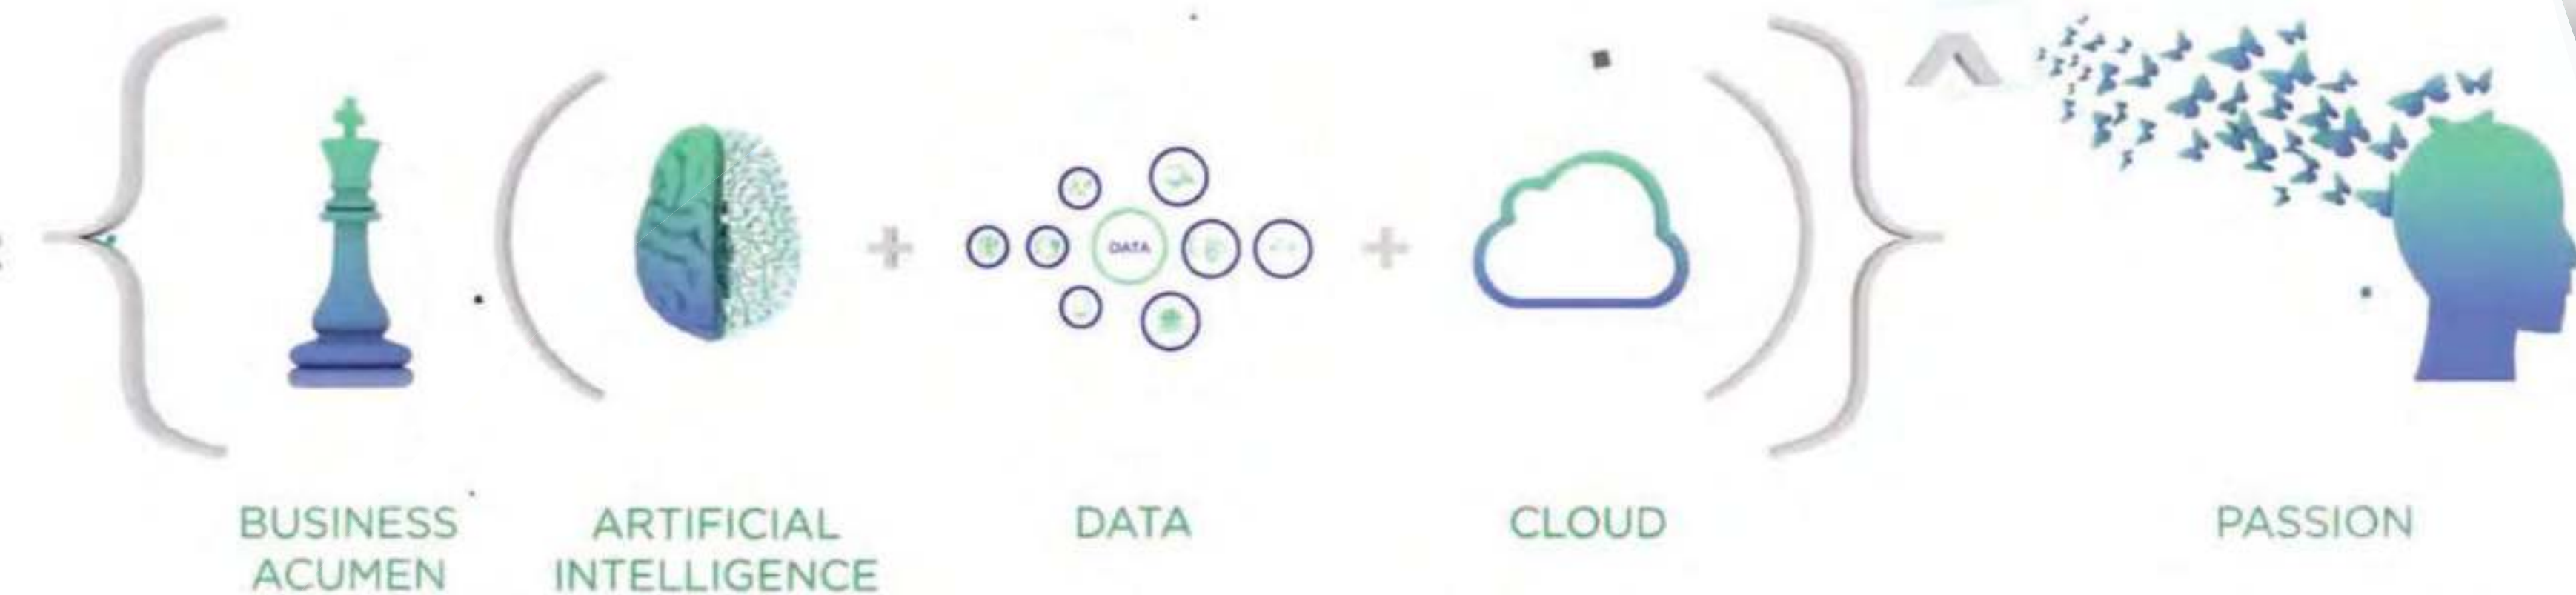 DATA
BUSINESS
ACUMEN
ARTIFICIAL
INTELLIGENCE
DATA
CLOUD
PASSION